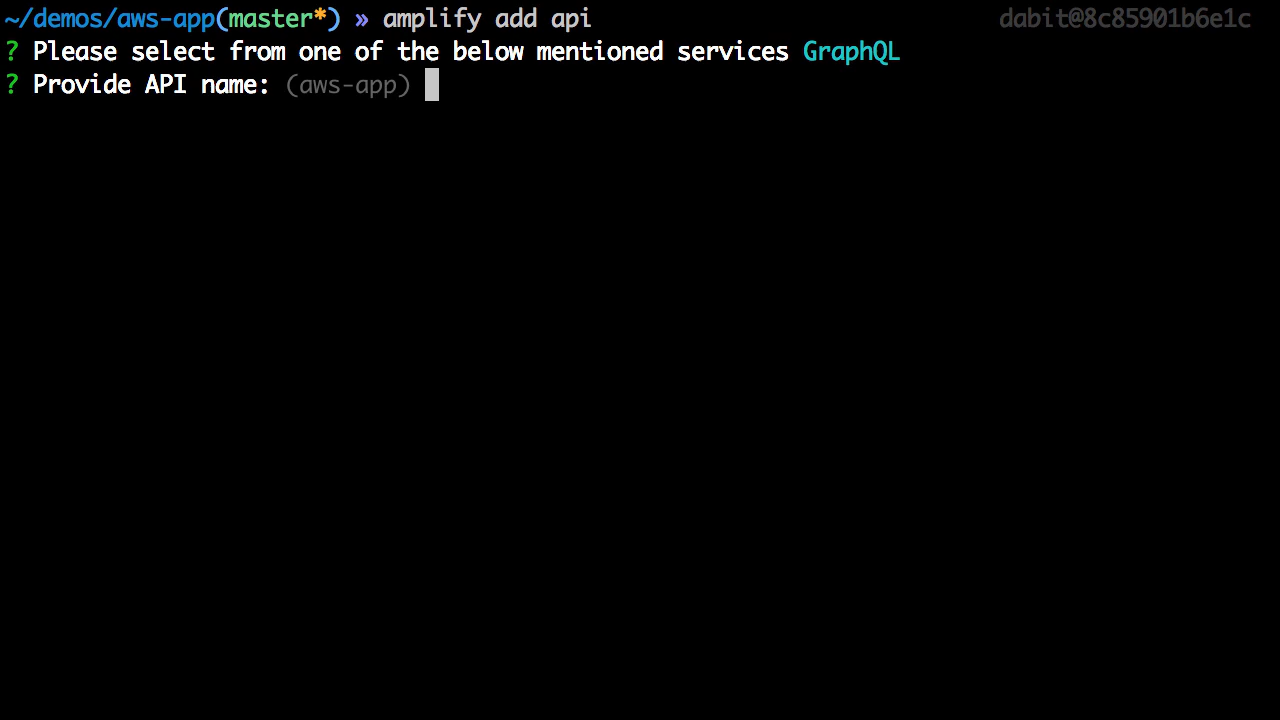 ~/demos/aws-app(master*) » amplify add api dabit@8c85901b6e1c
? Please select from one of the below mentioned services GraphQL
? Provide API name: (aws-app)